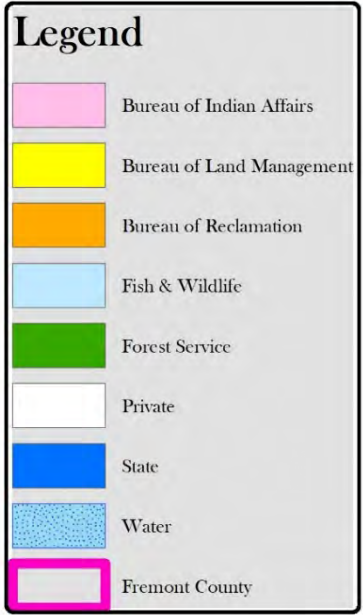 Legend
Bureau of Indian Affairs
Bureau of Land Management
Bureau of Reclamation
Fish & Wildlife
Forest Service
Private
State
Water
Fremont County